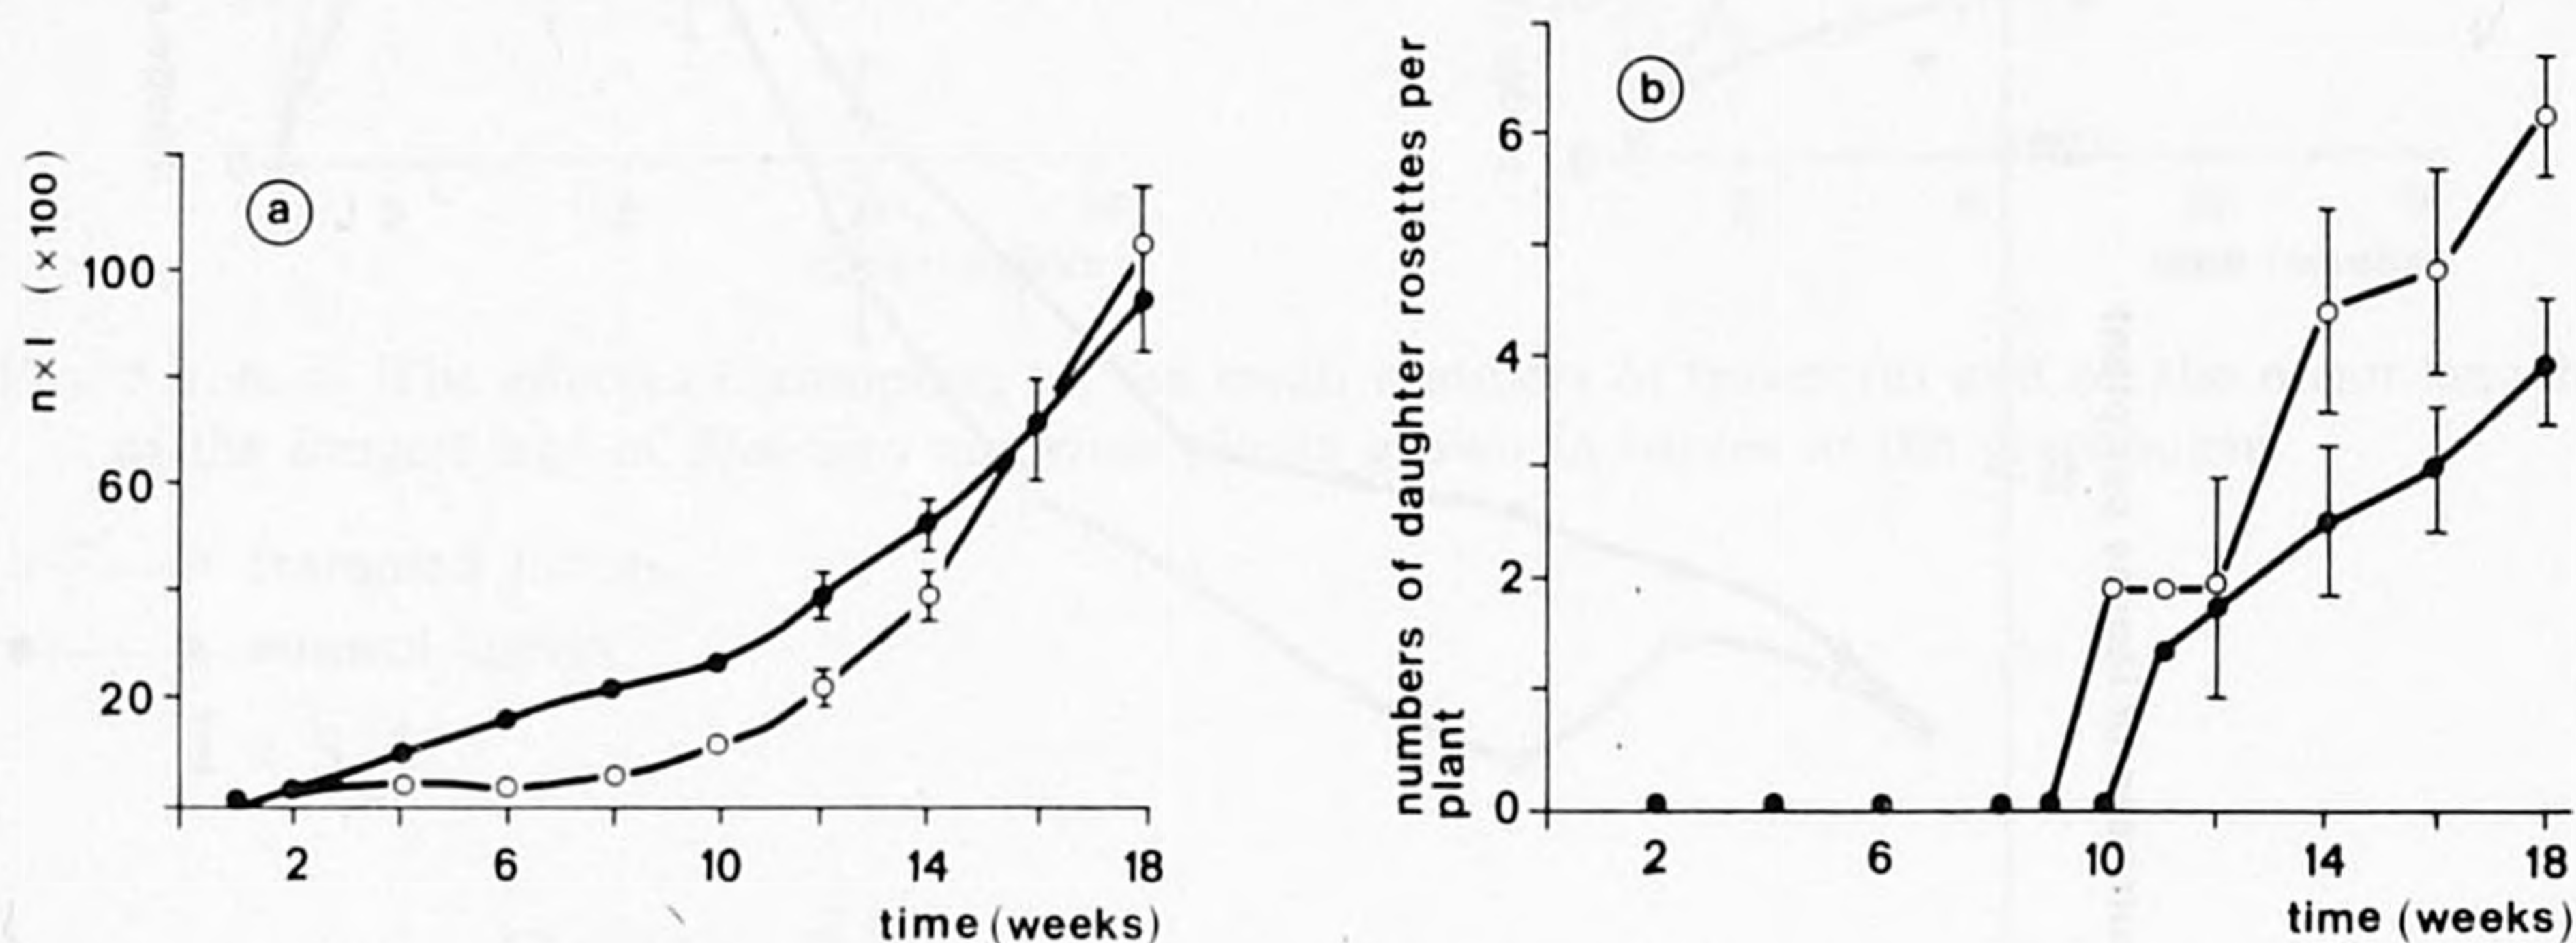 a
n×l (×100)
100
60
20
2 6 10 14 18
time (weeks)
b
numbers of daughter rosettes per
plant
6
4
2
0
2 6 10 14 18
time (weeks)